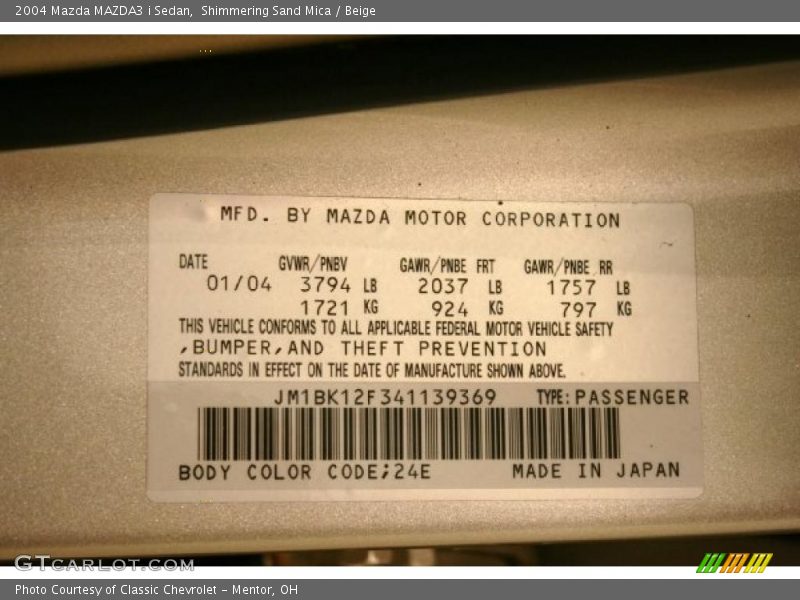 2004 Mazda MAZDA3 i Sedan,  Shimmering Sand Mica / Beige
MFD. BY MAZDA MOTOR CORPORATION
DATE GVWR/PNBV GAWR/PNBE FRT GAWR/PNBE RR
01/04 3794 LB 2037 LB 1757 LB
1721 KG 924 KG 797 KG
THIS VEHICLE CONFORMS TO ALL APPLICABLE FEDERAL MOTOR VEHICLE SAFETY
,BUMPER,AND THEFT PREVENTION
STANDARDS IN EFFECT ON THE DATE OF MANUFACTURE SHOWN ABOVE.
JM1BK12F341139369 TYPE:PASSENGER
BODY COLOR CODE;24E MADE IN JAPAN
GTCARLOT.COM
Photo Courtesy of Classic Chevrolet - Mentor, OH